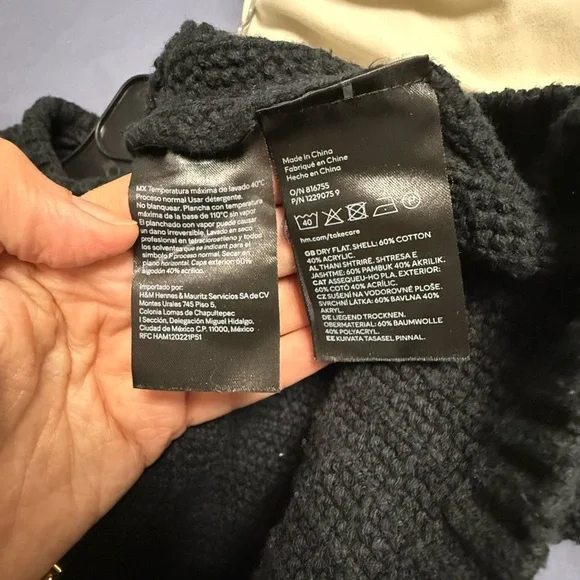 MX Temperatura máxima de lavado 40°C
Proceso normal Usar detergente.
No blanquear. Plancha con temperatura
máxima de la base de 110°C sin vapor
El planchado con vapor puede causar
un dano irreversible. Lavado en seco
profesional en tetracloroetileno y todos
los solventes que se indican para el
símbolo F proceso normal. Secar en
plano horizontal. Capa exterior 60%
algodón 40% acrílico.
Importado por:
H&M Hennes & Mauritz Servicios SA de CV
Montes Urales 745 Piso 5,
Colonia Lomas de Chapultepec
I Sección, Delegación Miguel Hidalgo.
Ciudad de México C.P. 11000, México
RFC HAM120221P51
Made in China
Fabriqué en Chine
Hecho en China
O/N 816755
P/N 1229075 9
40 P
hm.com/takecare
GB DRY FLAT. SHELL: 60% COTTON
40% ACRYLIC.
AL THANI SHTRIRË. SHTRESA E
JASHTME: 60% PAMBUK 40% AKRILIK.
CAT ASSEQUEU-HO PLA. EXTERIOR:
60% COTÓ 40% ACRÍLIC.
CZ SUŠENÍ NA VODOROVNÉ PLOŠE.
SVRCHNÍ LÁTKA: 60% BAVLNA 40%
AKRYL.
DE LIEGEND TROCKNEN.
OBERMATERIAL: 60% BAUMWOLLE
40% POLYACRYL.
EE KUIVATA TASASEL PINNAL.